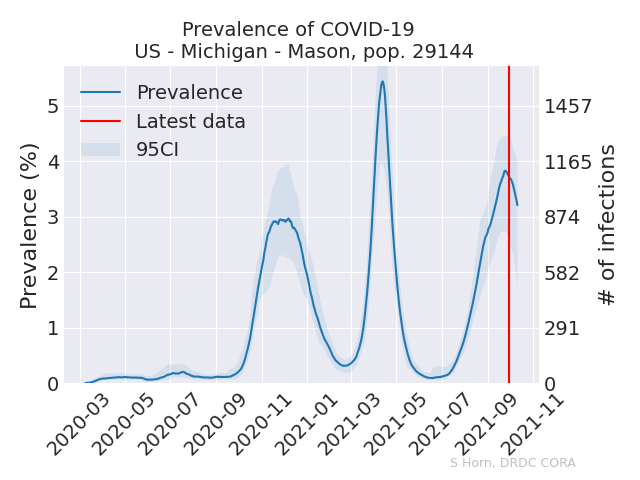 Prevalence of COVID-19
US - Michigan - Mason, pop. 29144
Prevalence
Latest data
95CI
Prevalence (%)
5
4
3
2
1
0
1457
1165
874
582
291
0
# of infections
2020-03
2020-05
2020-07
2020-09
2020-11
2021-01
2021-03
2021-05
2021-07
2021-09
2021-11
S Horn, DRDC CORA